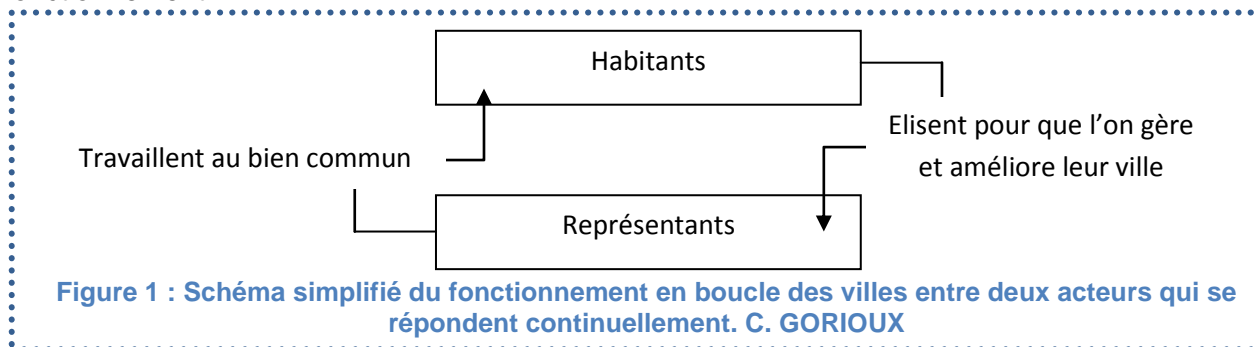 Habitants
Elisent pour que l’on gère
et améliore leur ville
Travaillent au bien commun
Représentants
Figure 1 : Schéma simplifié du fonctionnement en boucle des villes entre deux acteurs qui se
répondent continuellement. C. GORIOUX